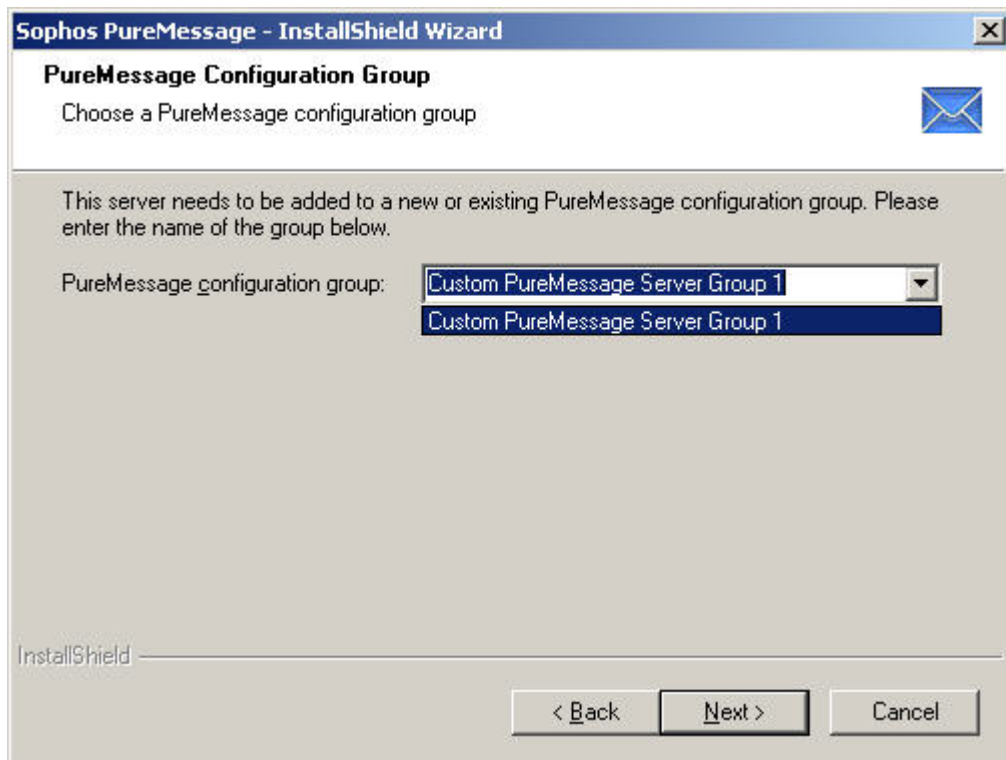 Sophos PureMessage - InstallShield Wizard
PureMessage Configuration Group
Choose a PureMessage configuration group
This server needs to be added to a new or existing PureMessage configuration group. Please
enter the name of the group below.
PureMessage configuration group: Custom PureMessage Server Group 1
Custom PureMessage Server Group 1
InstallShield
< Back Next > Cancel